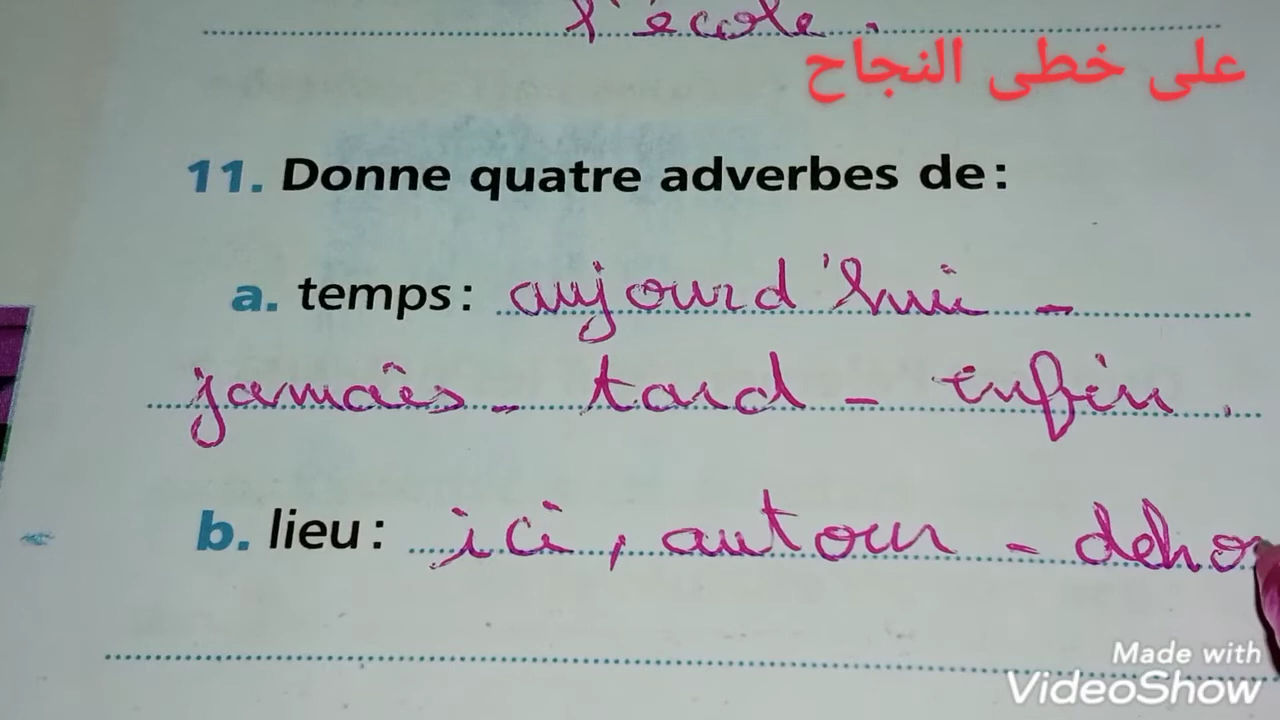 l'école.
على خطى النجاح
11. Donne quatre adverbes de :
a. temps : aujourd'hui -
jamais - tard - enfin.
b. lieu : ici, autour - deho
Made with
VideoShow